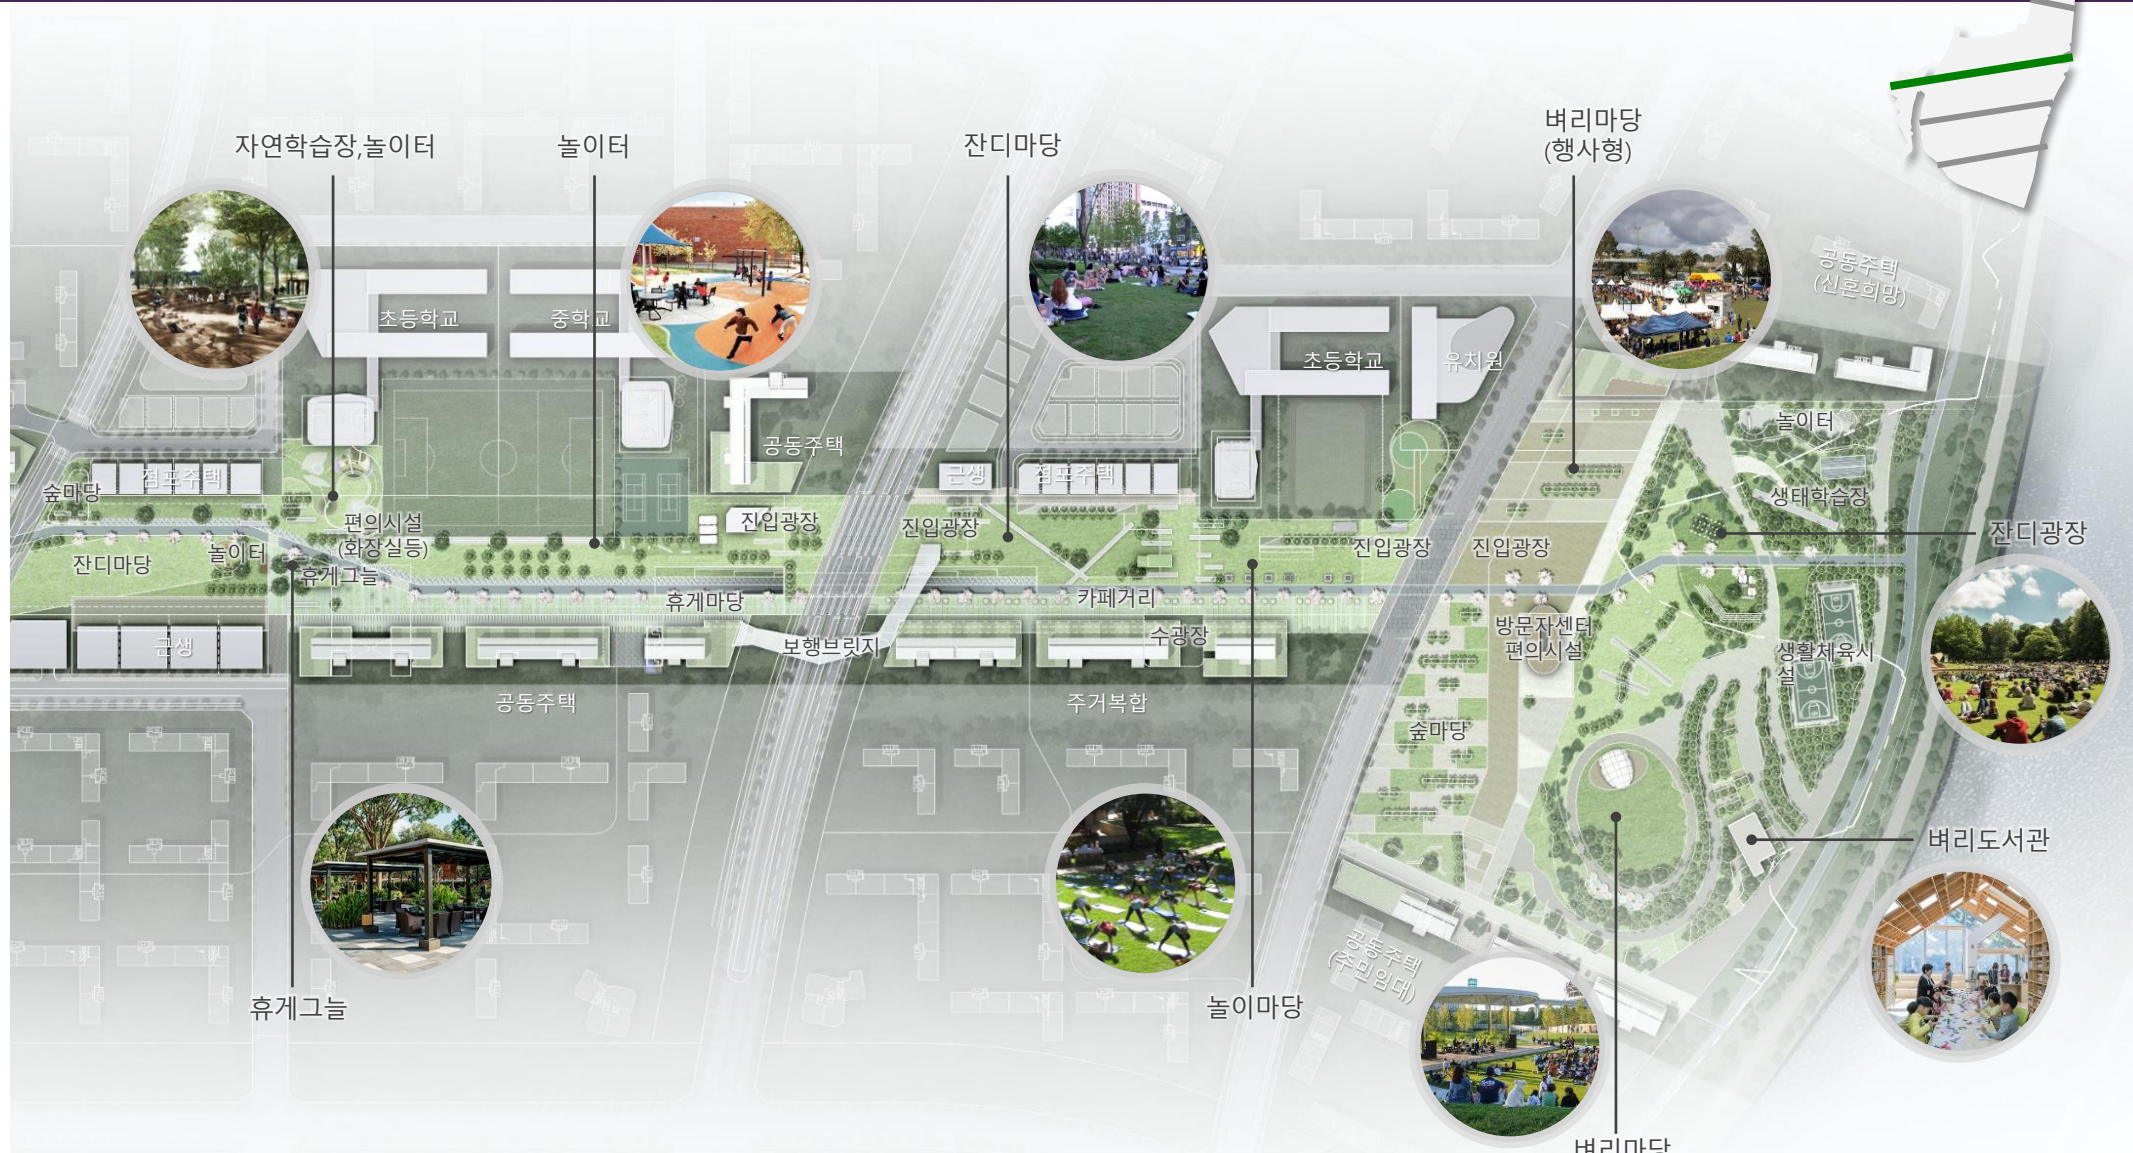 벼리마당
(행사형)
자연학습장,놀이터
놀이터
잔디마당
공동주택
(신혼희망)
초등학교
중학교
초등학교
유치원
놀이터
공동주택
점포주택
근생
점포주택
숲마당
생태학습장
편의시설
(화장실등)
진입광장
진입광장
진입광장
진입광장
잔디광장
잔디마당
놀이터
휴게그늘
휴게마당
카페거리
수광장
방문자센터
편의시설
근생
보행브릿지
생활체육시
설
공동주택
주거복합
숲마당
벼리도서관
공동주택
(주민임대)
휴게그늘
놀이마당
벼리마당